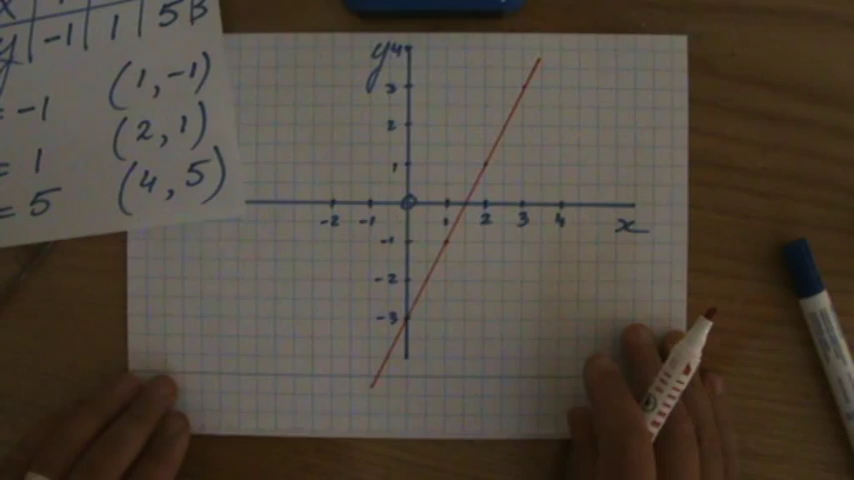 y -1 1 5 B
= -1 (1, -1)
= 1 (2, 1)
= 5 (4, 5)
y 4
3
2
1
0
-2 -1 1 2 3 4 x
-1
-2
-3